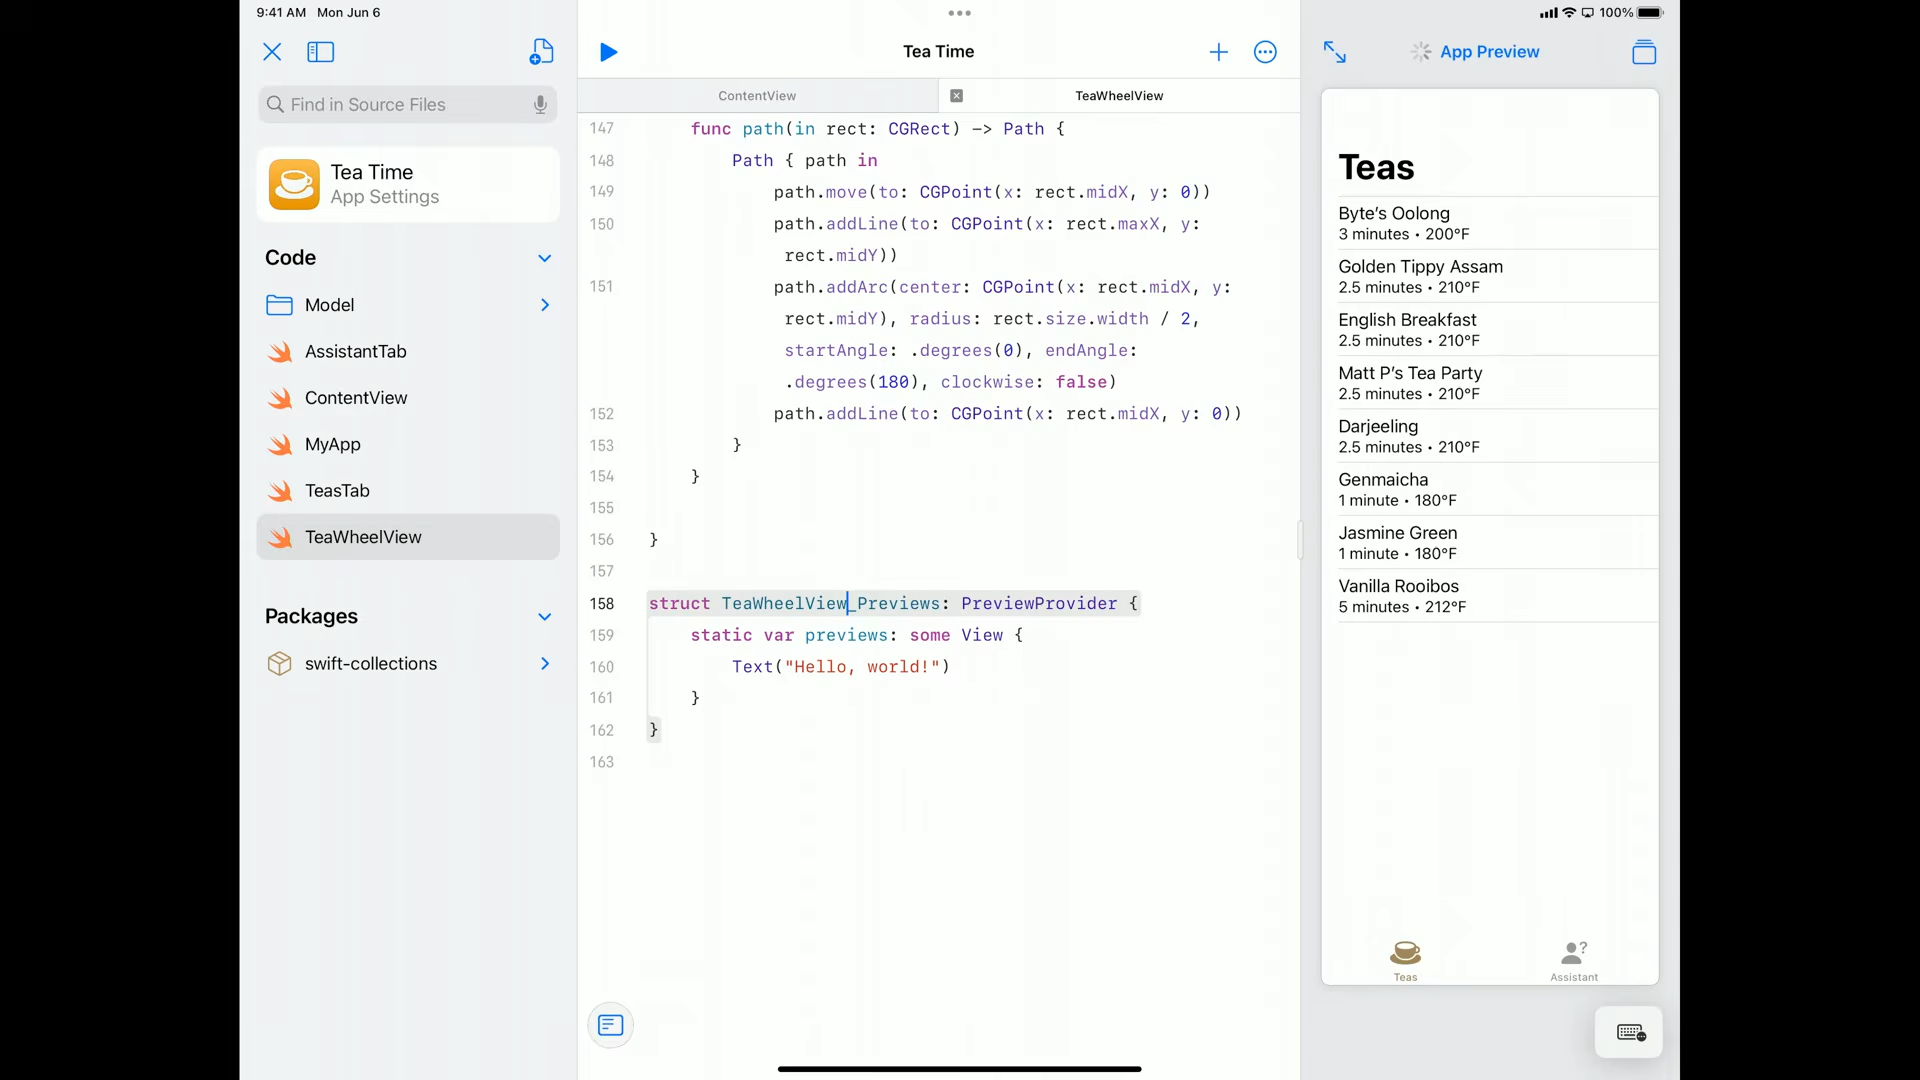 9:41 AM Mon Jun 6
100%
Tea Time
App Preview
Find in Source Files
ContentView
TeaWheelView
Tea Time
App Settings
Code
Model
AssistantTab
ContentView
MyApp
TeasTab
TeaWheelView
Packages
swift-collections
147 func path(in rect: CGRect) -> Path {
148 Path { path in
149 path.move(to: CGPoint(x: rect.midX, y: 0))
150 path.addLine(to: CGPoint(x: rect.maxX, y:
rect.midY))
151 path.addArc(center: CGPoint(x: rect.midX, y:
rect.midY), radius: rect.size.width / 2,
startAngle: .degrees(0), endAngle:
.degrees(180), clockwise: false)
152 path.addLine(to: CGPoint(x: rect.midX, y: 0))
153 }
154 }
155
156 }
157
158 struct TeaWheelView_Previews: PreviewProvider {
159 static var previews: some View {
160 Text("Hello, world!")
161 }
162 }
163
Teas
Byte's Oolong
3 minutes • 200°F
Golden Tippy Assam
2.5 minutes • 210°F
English Breakfast
2.5 minutes • 210°F
Matt P's Tea Party
2.5 minutes • 210°F
Darjeeling
2.5 minutes • 210°F
Genmaicha
1 minute • 180°F
Jasmine Green
1 minute • 180°F
Vanilla Rooibos
5 minutes • 212°F
Teas
Assistant